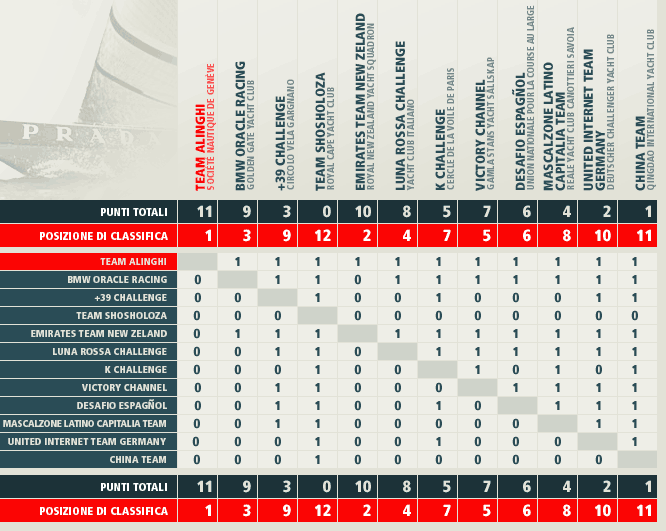 TEAM ALINGHI
SOCIÉTÉ NAUTIQUE DE GENÈVE
BMW ORACLE RACING
GOLDEN GATE YACHT CLUB
+39 CHALLENGE
CIRCOLO VELA GARGNANO
TEAM SHOSHOLOZA
ROYAL CAPE YACHT CLUB
EMIRATES TEAM NEW ZELAND
ROYAL NEW ZEALAND YACHT SQUADRON
LUNA ROSSA CHALLENGE
YACHT CLUB ITALIANO
K CHALLENGE
CERCLE DE LA VOILE DE PARIS
VICTORY CHANNEL
GAMLA STANS YACHT SÄLLSKAP
DESAFIO ESPAGÑOL
UNION NATIONALE POUR LA COURSE AU LARGE
MASCALZONE LATINO
CAPITALIA TEAM
REALE YACHT CLUB CANOTTIERI SAVOIA
UNITED INTERNET TEAM
GERMANY
DEUTSCHER CHALLENGER YACHT CLUB
CHINA TEAM
QINGDAO INTERNATIONAL YACHT CLUB
PRADA
PUNTI TOTALI 11 9 3 0 10 8 5 7 6 4 2 1
POSIZIONE DI CLASSIFICA 1 3 9 12 2 4 7 5 6 8 10 11
TEAM ALINGHI 1 1 1 1 1 1 1 1 1 1 1
BMW ORACLE RACING 0 1 1 0 1 1 1 1 1 1 1
+39 CHALLENGE 0 0 1 0 0 1 0 0 0 1 1
TEAM SHOSHOLOZA 0 0 0 0 0 0 0 0 0 0 0
EMIRATES TEAM NEW ZELAND 0 1 1 1 1 1 1 1 1 1 1
LUNA ROSSA CHALLENGE 0 0 1 1 0 1 1 1 1 1 1
K CHALLENGE 0 0 1 1 0 0 1 0 1 0 1
VICTORY CHANNEL 0 0 1 1 0 0 0 1 1 1 1
DESAFIO ESPAGÑOL 0 0 1 1 0 0 1 0 1 1 1
MASCALZONE LATINO CAPITALIA TEAM 0 0 1 1 0 0 0 0 0 1 1
UNITED INTERNET TEAM GERMANY 0 0 0 1 0 0 0 0 0 0 1
CHINA TEAM 0 0 0 1 0 0 0 0 0 0 0
PUNTI TOTALI 11 9 3 0 10 8 5 7 6 4 2 1
POSIZIONE DI CLASSIFICA 1 3 9 12 2 4 7 5 6 8 10 11